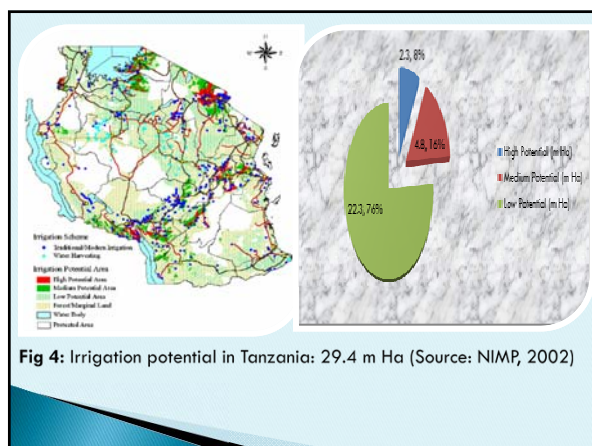 N
Irrigation Scheme
Traditional/Modern Irrigation
Water Harvesting
Irrigation Potential Area
High Potential Area
Medium Potential Area
Low Potential Area
Forest/Marginal Land
Water Body
Protected Area
2.3, 8%
4.8, 16%
22.3, 76%
High Potential (m Ha)
Medium Potential (m Ha)
Low Potential (m Ha)
Fig 4: Irrigation potential in Tanzania: 29.4 m Ha (Source: NIMP, 2002)